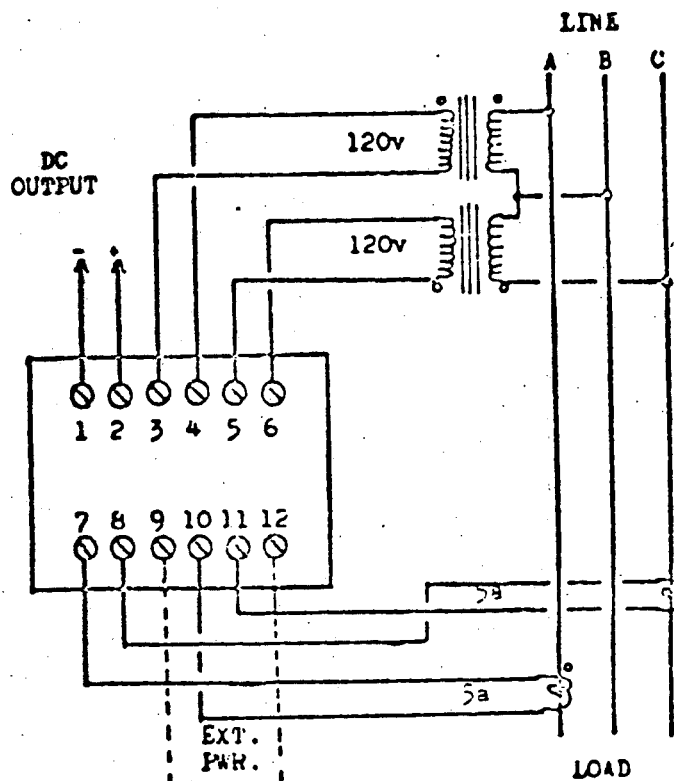 LINE
A B C
120v
DC
OUTPUT
120v
- +
1 2 3 4 5 6
7 8 9 10 11 12
5a
5a
EXT.
PWR.
LOAD